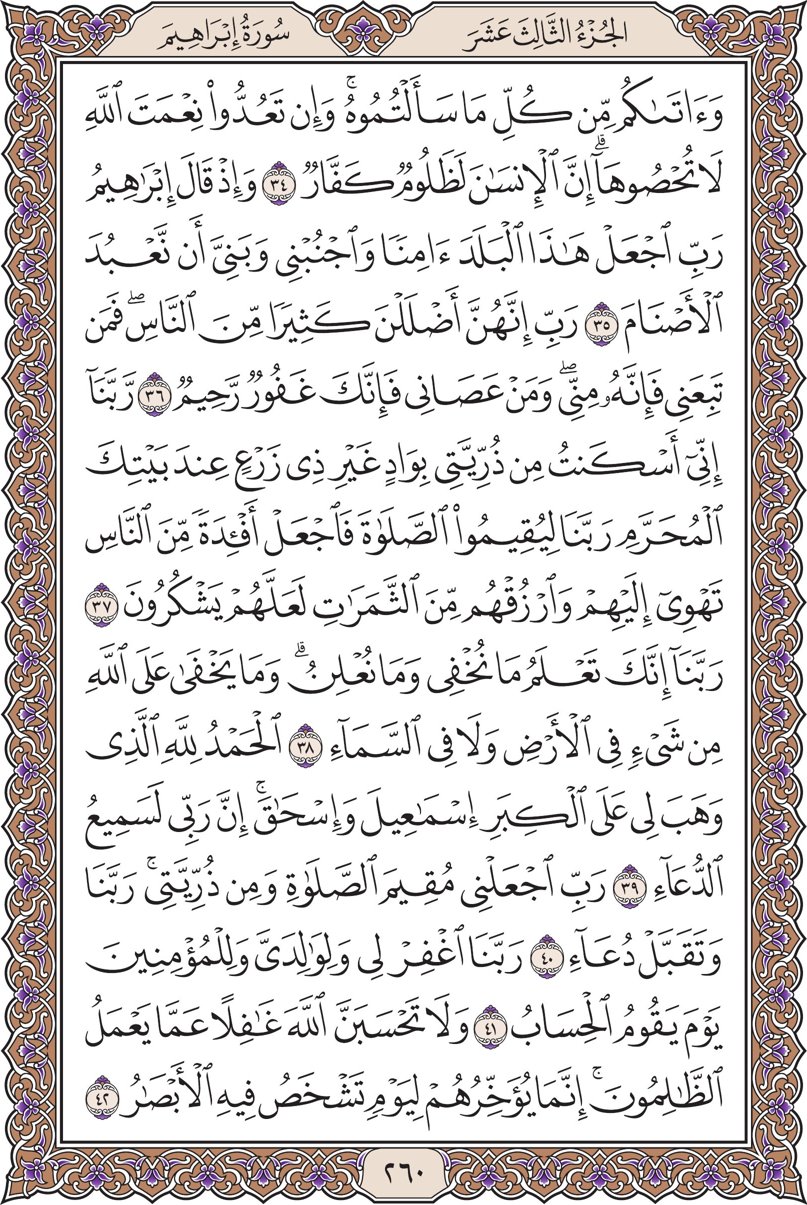 الجُزْءُ الثَّالِثَ عَشَرَ
سُورَةُ إِبْرَاهِيمَ
وَءَاتَىٰكُم مِّن كُلِّ مَا سَأَلْتُمُوهُۚ وَإِن تَعُدُّوا۟ نِعْمَتَ ٱللَّهِ
لَا تُحْصُوهَآۗ إِنَّ ٱلْإِنسَٰنَ لَظَلُومٌ كَفَّارٌ ٣٤ وَإِذْ قَالَ إِبْرَٰهِيمُ
رَبِّ ٱجْعَلْ هَٰذَا ٱلْبَلَدَ ءَامِنًا وَٱجْنُبْنِى وَبَنِىَّ أَن نَّعْبُدَ
ٱلْأَصْنَامَ ٣٥ رَبِّ إِنَّهُنَّ أَضْلَلْنَ كَثِيرًا مِّنَ ٱلنَّاسِۖ فَمَن
تَبِعَنِى فَإِنَّهُۥ مِنِّىۖ وَمَنْ عَصَانِى فَإِنَّكَ غَفُورٌ رَّحِيمٌ ٣٦ رَّبَّنَآ
إِنِّىٓ أَسْكَنتُ مِن ذُرِّيَّتِى بِوَادٍ غَيْرِ ذِى زَرْعٍ عِندَ بَيْتِكَ
ٱلْمُحَرَّمِ رَبَّنَا لِيُقِيمُوا۟ ٱلصَّلَوٰةَ فَٱجْعَلْ أَفْـِٔدَةً مِّنَ ٱلنَّاسِ
تَهْوِىٓ إِلَيْهِمْ وَٱرْزُقْهُم مِّنَ ٱلثَّمَرَٰتِ لَعَلَّهُمْ يَشْكُرُونَ ٣٧
رَبَّنَآ إِنَّكَ تَعْلَمُ مَا نُخْفِى وَمَا نُعْلِنُۗ وَمَا يَخْفَىٰ عَلَى ٱللَّهِ
مِن شَىْءٍ فِى ٱلْأَرْضِ وَلَا فِى ٱلسَّمَآءِ ٣٨ ٱلْحَمْدُ لِلَّهِ ٱلَّذِى
وَهَبَ لِى عَلَى ٱلْكِبَرِ إِسْمَٰعِيلَ وَإِسْحَٰقَۚ إِنَّ رَبِّى لَسَمِيعُ
ٱلدُّعَآءِ ٣٩ رَبِّ ٱجْعَلْنِى مُقِيمَ ٱلصَّلَوٰةِ وَمِن ذُرِّيَّتِىۚ رَبَّنَا
وَتَقَبَّلْ دُعَآءِ ٤٠ رَبَّنَا ٱغْفِرْ لِى وَلِوَٰلِدَىَّ وَلِلْمُؤْمِنِينَ
يَوْمَ يَقُومُ ٱلْحِسَابُ ٤١ وَلَا تَحْسَبَنَّ ٱللَّهَ غَٰفِلًا عَمَّا يَعْمَلُ
ٱلظَّٰلِمُونَۚ إِنَّمَا يُؤَخِّرُهُمْ لِيَوْمٍ تَشْخَصُ فِيهِ ٱلْأَبْصَٰرُ ٤٢
٢٦٠